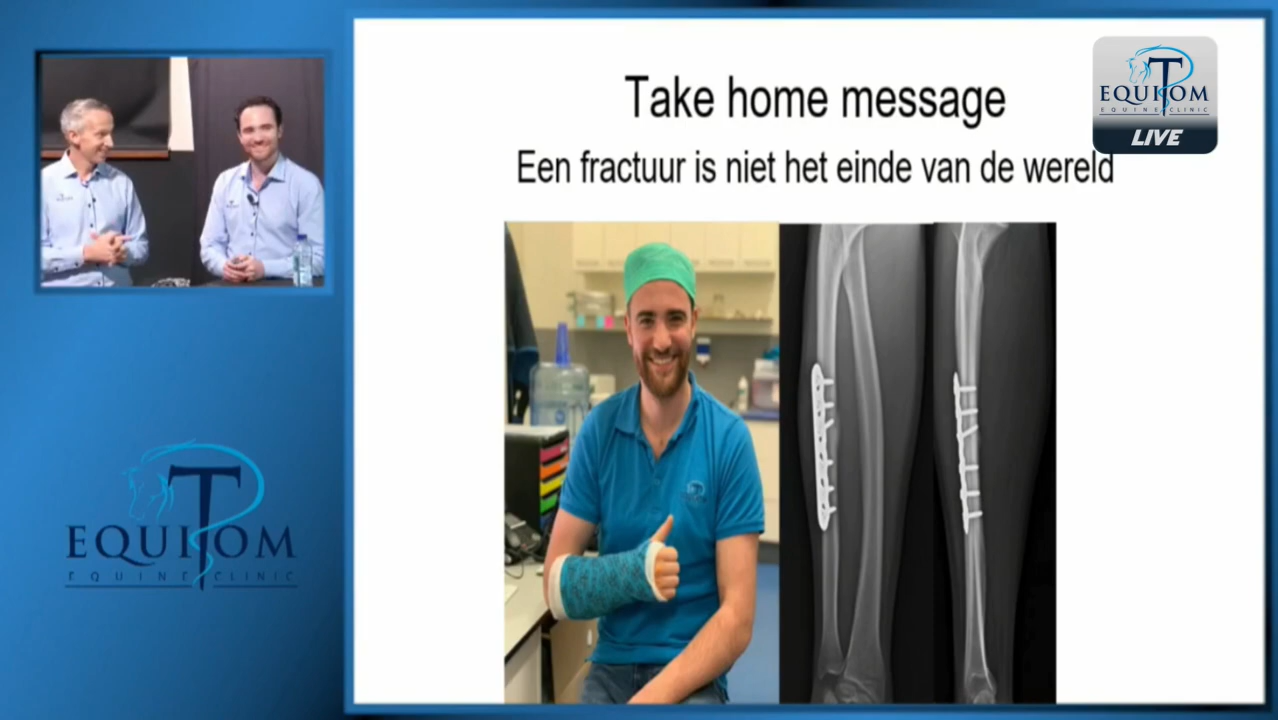 Take home message
Een fractuur is niet het einde van de wereld
EQUITOM
EQUINE CLINIC
LIVE
EQUITOM
EQUINE CLINIC